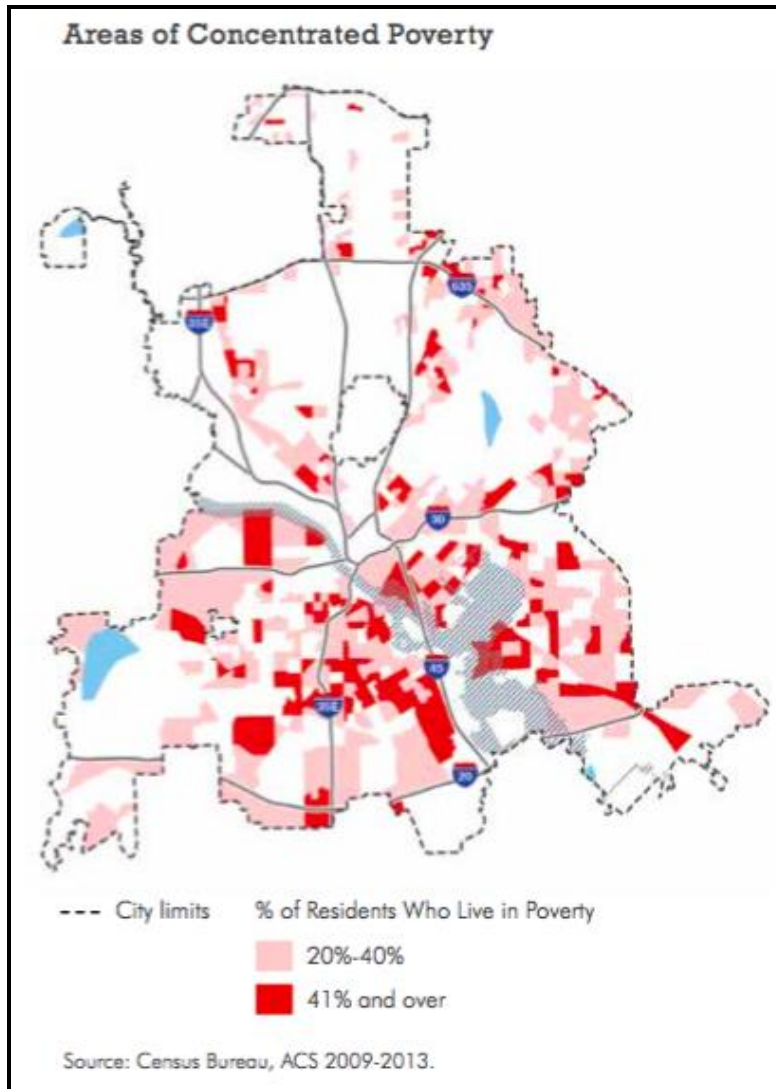 Areas of Concentrated Poverty
635
35E
30
45
35E
20
--- City limits
% of Residents Who Live in Poverty
20%-40%
41% and over
Source: Census Bureau, ACS 2009-2013.